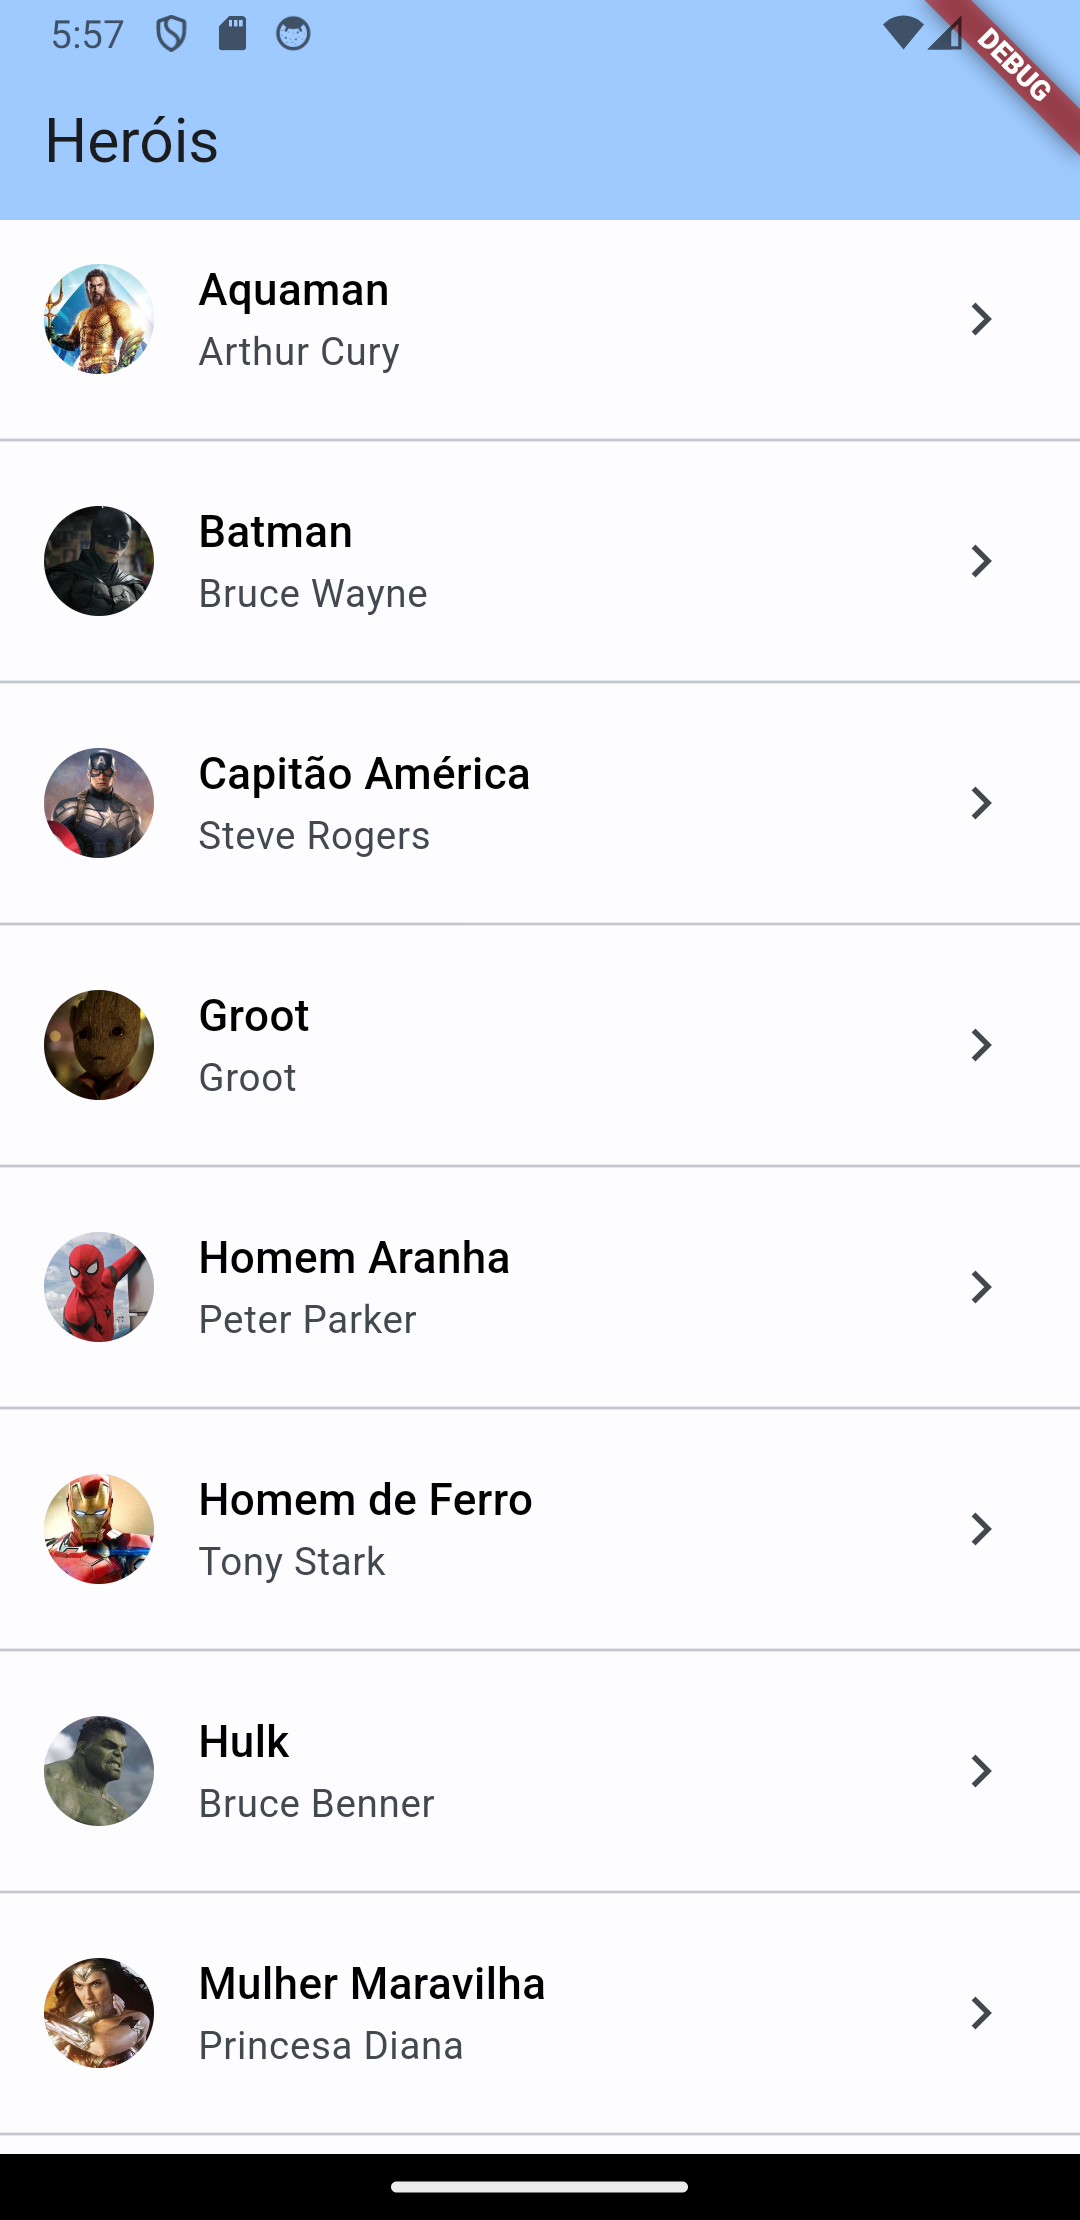 5:57
DEBUG
Heróis
Aquaman
Arthur Cury
Batman
Bruce Wayne
Capitão América
Steve Rogers
Groot
Groot
Homem Aranha
Peter Parker
Homem de Ferro
Tony Stark
Hulk
Bruce Benner
Mulher Maravilha
Princesa Diana